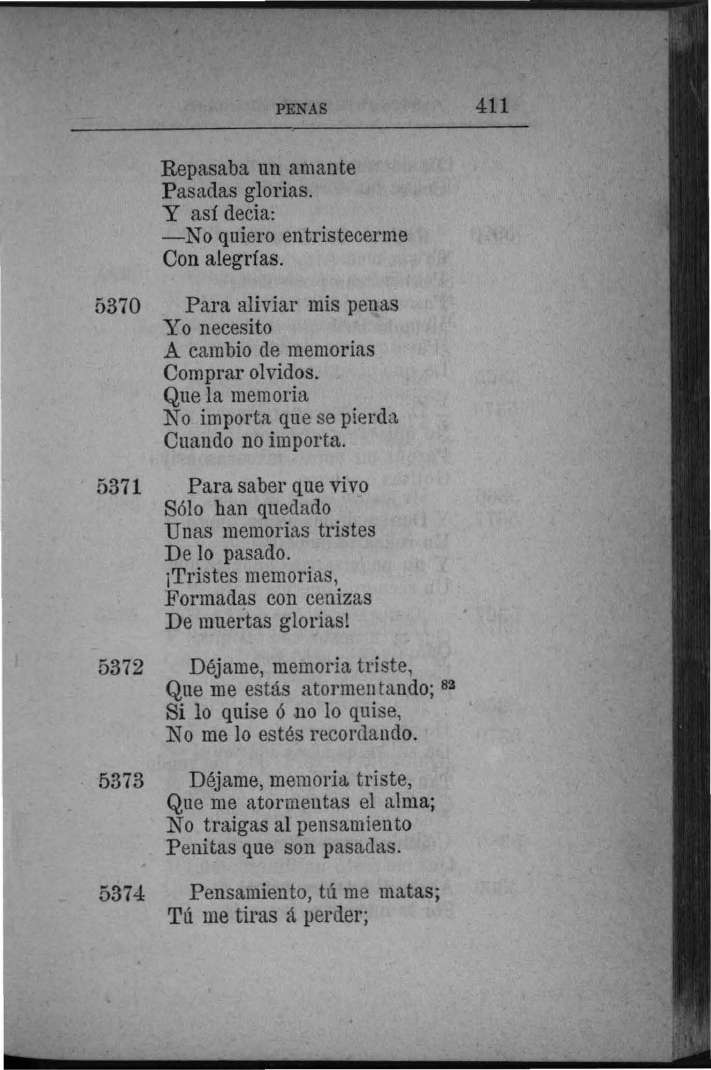 PENAS 411
Repasaba un amante
Pasadas glorias.
Y así decia:
—No quiero entristecerme
Con alegrías.
5370 Para aliviar mis penas
Yo necesito
A cambio de memorias
Comprar olvidos.
Que la memoria
No importa que se pierda
Cuando no importa.
5371 Para saber que vivo
Sólo han quedado
Unas memorias tristes
De lo pasado.
¡Tristes memorias,
Formadas con cenizas
De muertas glorias!
5372 Déjame, memoria triste,
Que me estás atormentando; 82
Si lo quise ó no lo quise,
No me lo estés recordando.
5373 Déjame, memoria triste,
Que me atormentas el alma;
No traigas al pensamiento
Penitas que son pasadas.
5374 Pensamiento, tú me matas;
Tú me tiras á perder;